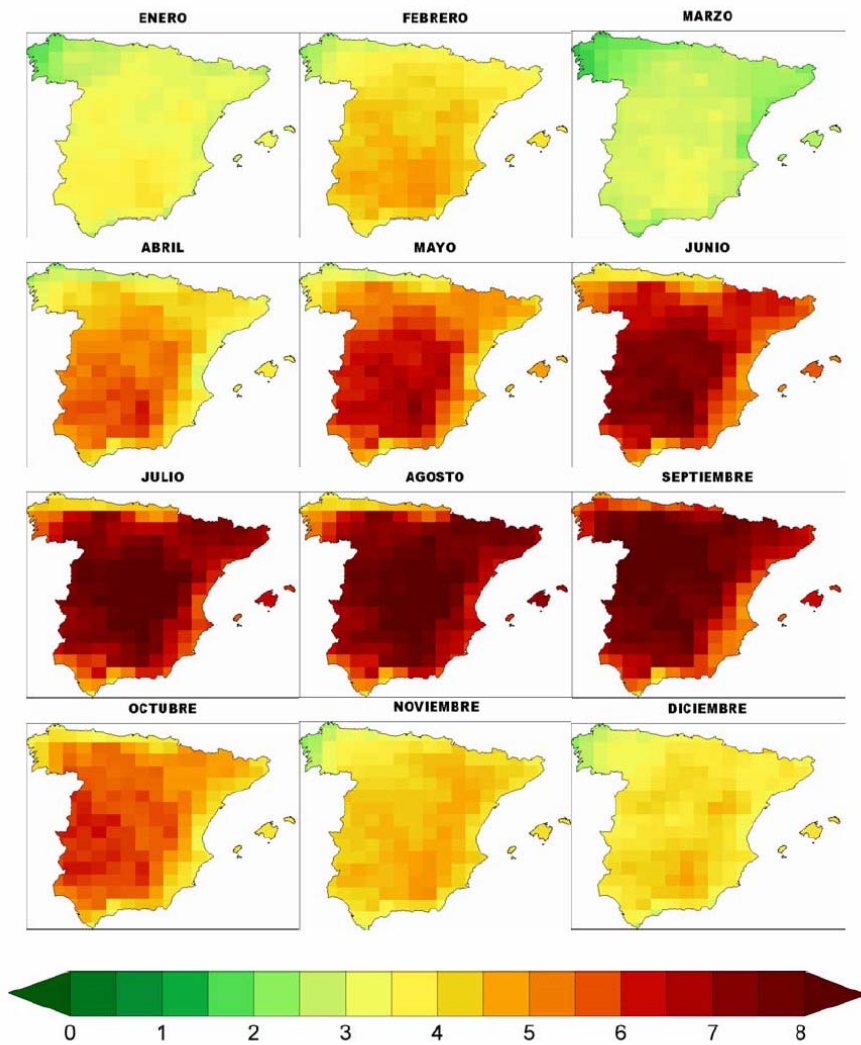 ENERO FEBRERO MARZO
ABRIL MAYO JUNIO
JULIO AGOSTO SEPTIEMBRE
OCTUBRE NOVIEMBRE DICIEMBRE
0 1 2 3 4 5 6 7 8